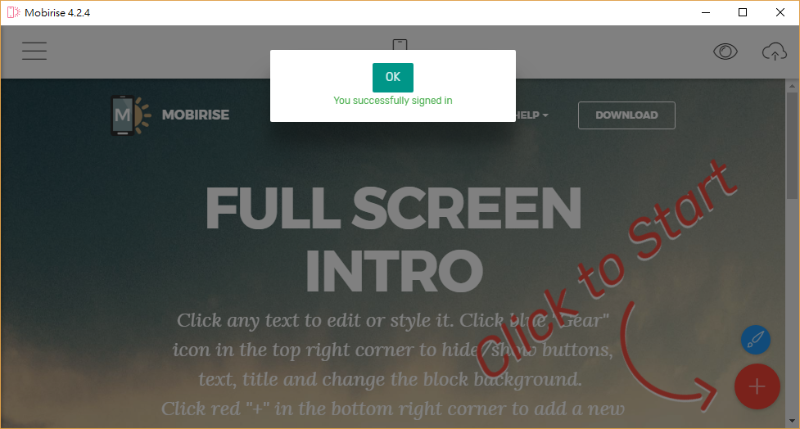 Mobirise 4.2.4
OK
You successfully signed in
M
MOBIRISE
HELP
DOWNLOAD
FULL SCREEN
INTRO
Click any text to edit or style it. Click blue "Gear"
icon in the top right corner to hide/show buttons,
text, title and change the block background.
Click red "+" in the bottom right corner to add a new
Click to Start